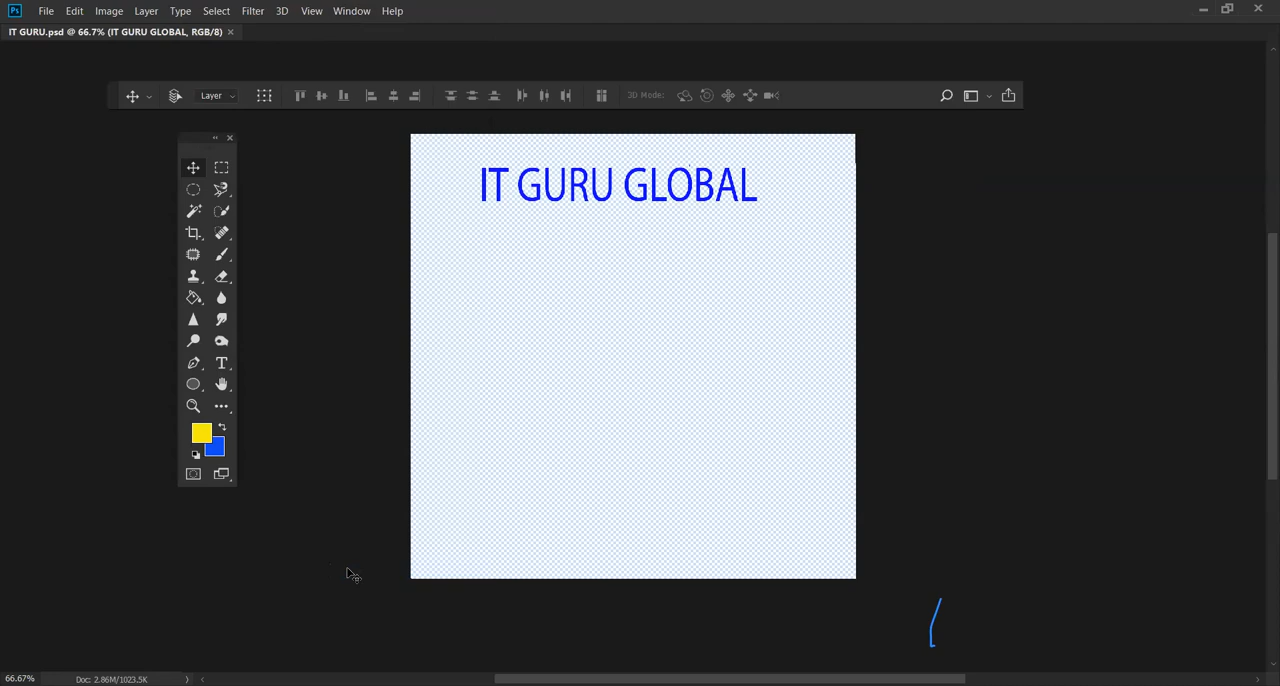 File Edit Image Layer Type Select Filter 3D View Window Help
IT GURU.psd @ 66.7% (IT GURU GLOBAL, RGB/8)
Layer 3D Mode:
IT GURU GLOBAL
66.67% Doc: 2.86M/1023.5K